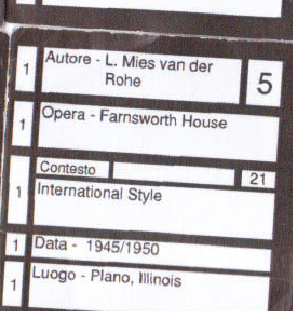 1 Autore - L. Mies van der
Rohe
5
1 Opera - Farnsworth House
Contesto 21
1 International Style
1 Data - 1945/1950
1 Luogo - Plano, Illinois